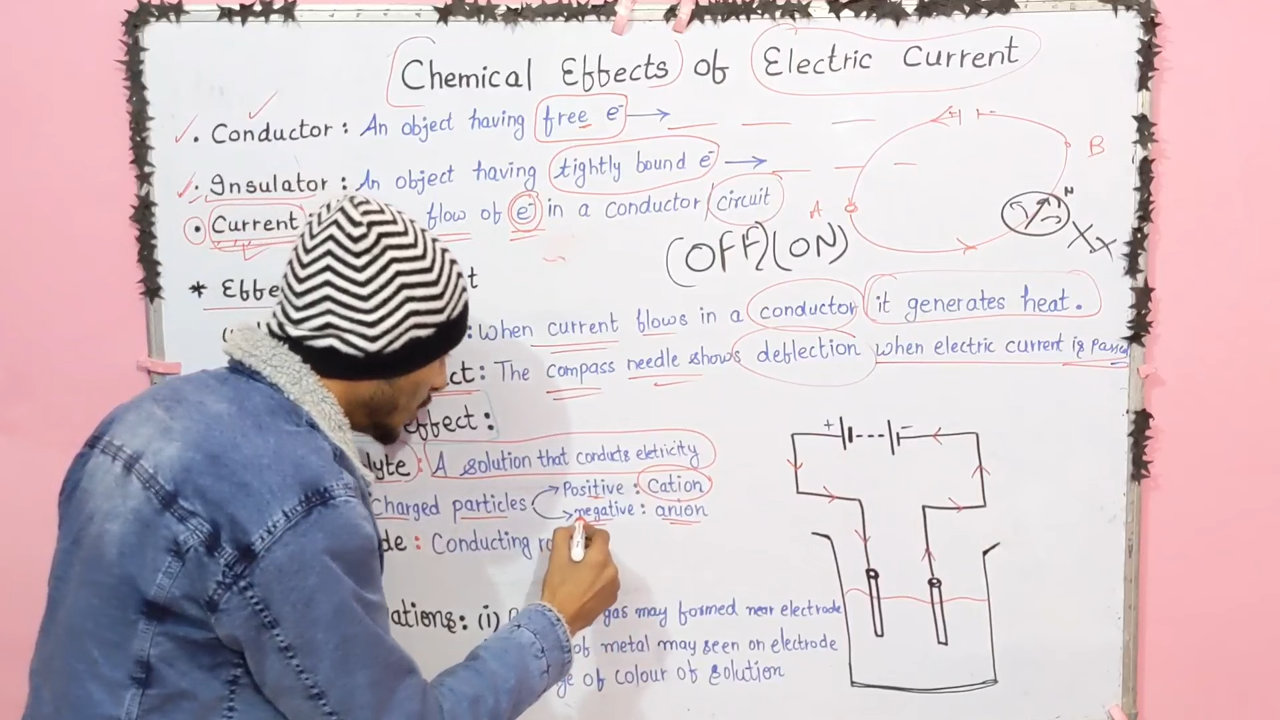 Chemical Effects of Electric Current
. Conductor : An object having free e⁻ →
. Insulator : An object having tightly bound e⁻ →
. Current flow of e⁻ in a conductor/circuit
(OFF)(ON)
A
B
N
XX
* Effe t
: when current flows in a conductor it generates heat.
ct : The compass needle shows deflection when electric current is passed
effect :
lyte : A solution that conducts eletricity
Charged particles → Positive : Cation
→ negative : anion
de : Conducting ro
ations : (i) gas may formed near electrode
of metal may seen on electrode
ge of colour of solution
+ -